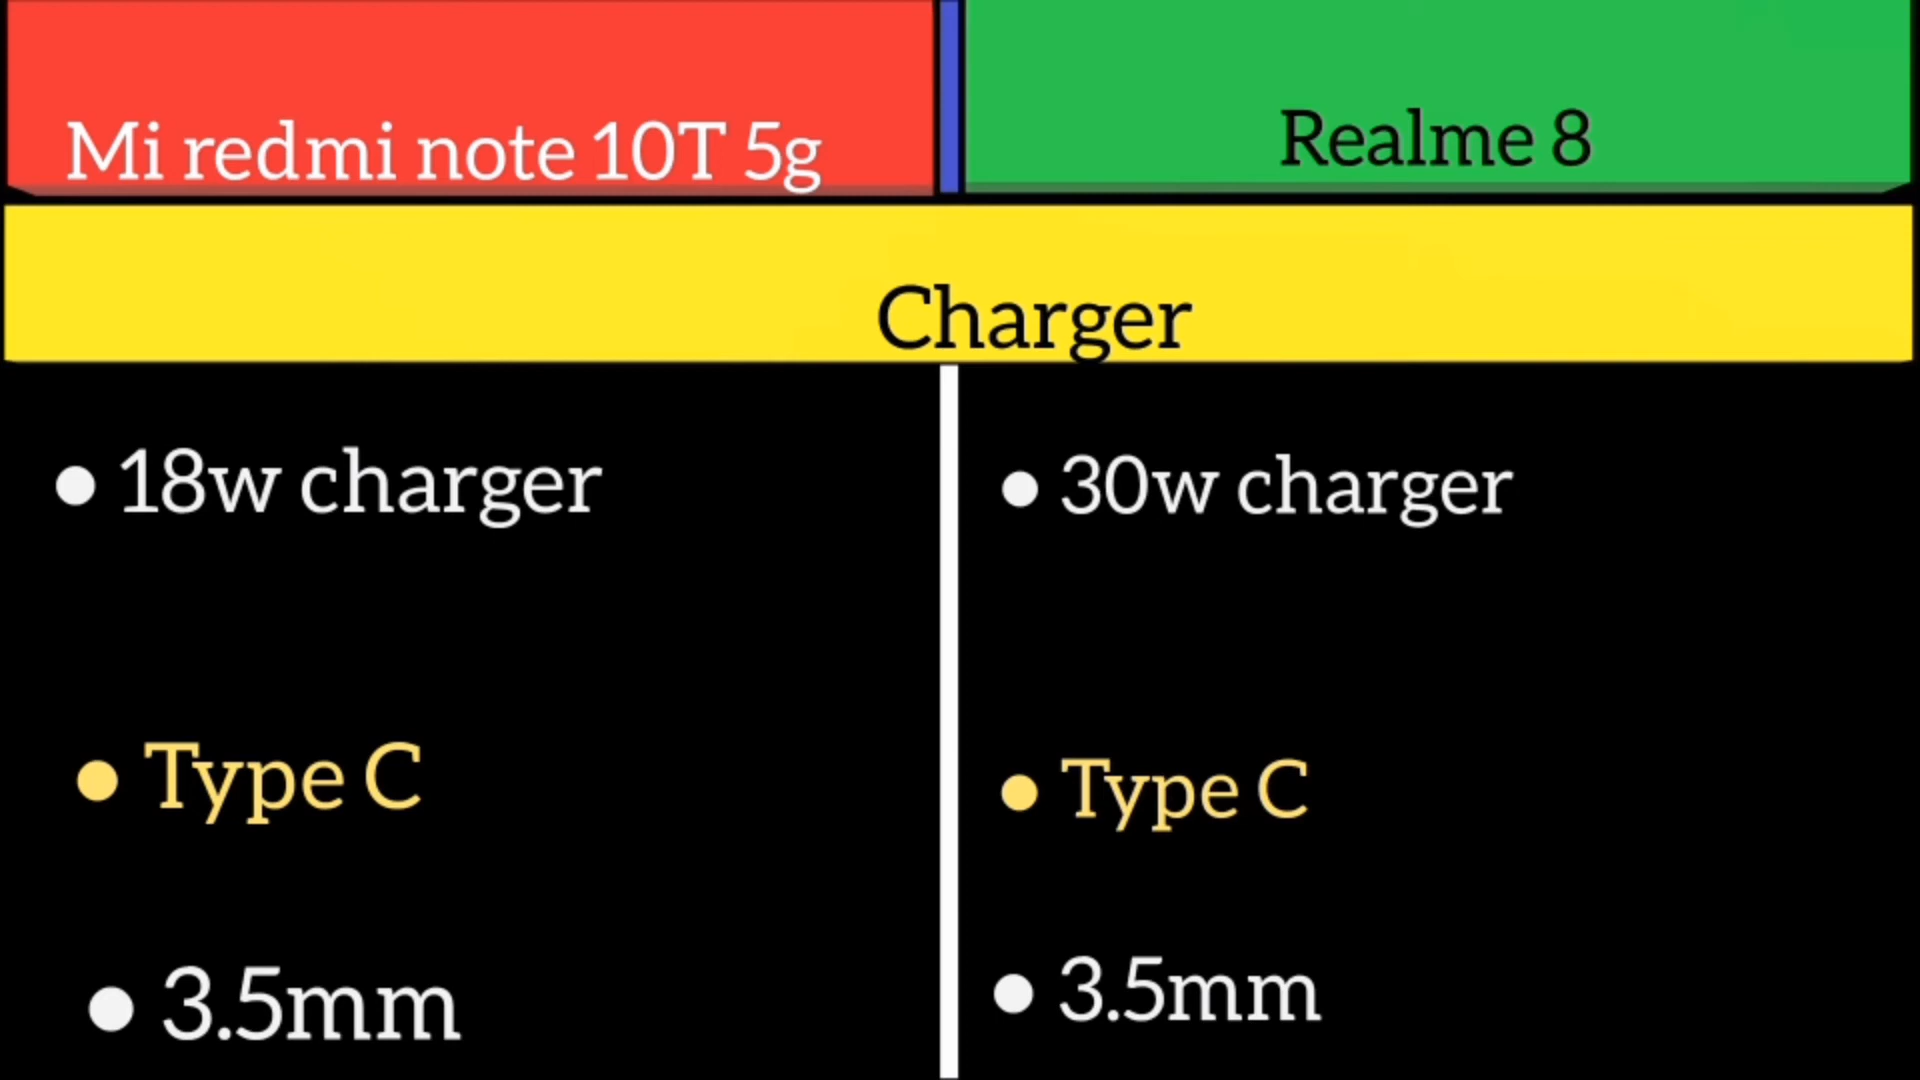 Mi redmi note 10T 5g
Realme 8
Charger
18w charger
30w charger
Type C
Type C
3.5mm
3.5mm